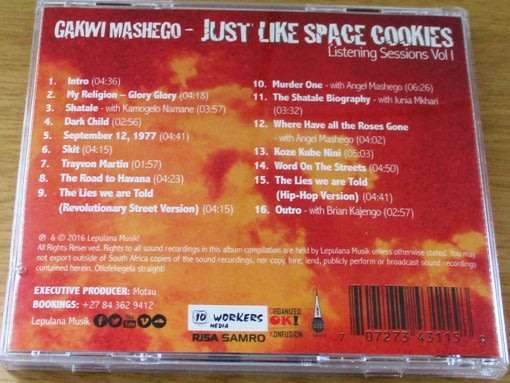 GAKWI MASHEGO - JUST LIKE SPACE COOKIES
Listening Sessions Vol I
1. Intro (04:36)
2. My Religion – Glory Glory (04:13)
3. Shatale - with Kamogelo Namane (03:57)
4. Dark Child (02:56)
5. September 12, 1977 (04:41)
6. Skit (04:15)
7. Trayeon Martin (01:57)
8. The Road to Havana (04:23)
9. The Lies we are Told
(Revolutionary Street Version) (04:15)
10. Murder One - with Angel Mashego (06:26)
11. The Shatale Biography - with Iunia Mkhari
(03:32)
12. Where Have all the Roses Gone
- with Angel Mashego (04:02)
13. Koze Kube Nini (05:03)
14. Word On The Streets (04:50)
15. The Lies we are Told
(Hip-Hop Version) (04:41)
16. Outro - with Brian Kajengo (02:57)
℗ & © 2016 Lepulana Musik!
All Rights Reserved. Rights to all sound recordings in this album compilation are held by Lepulana Musik unless otherwise stated. You may
not export outside of South Africa copies of the sound recordings, nor copy, hire, lend, publicly perform or broadcast sound recordings
contained herein. Otlofekegela straight!
EXECUTIVE PRODUCER: Motau
BOOKINGS: +27 84 362 9412
Lepulana Musik
10 WORKERS
MEDIA
RiSA SAMRO
ORGANIZED
OK!
KONFUSION
7 07273 43115